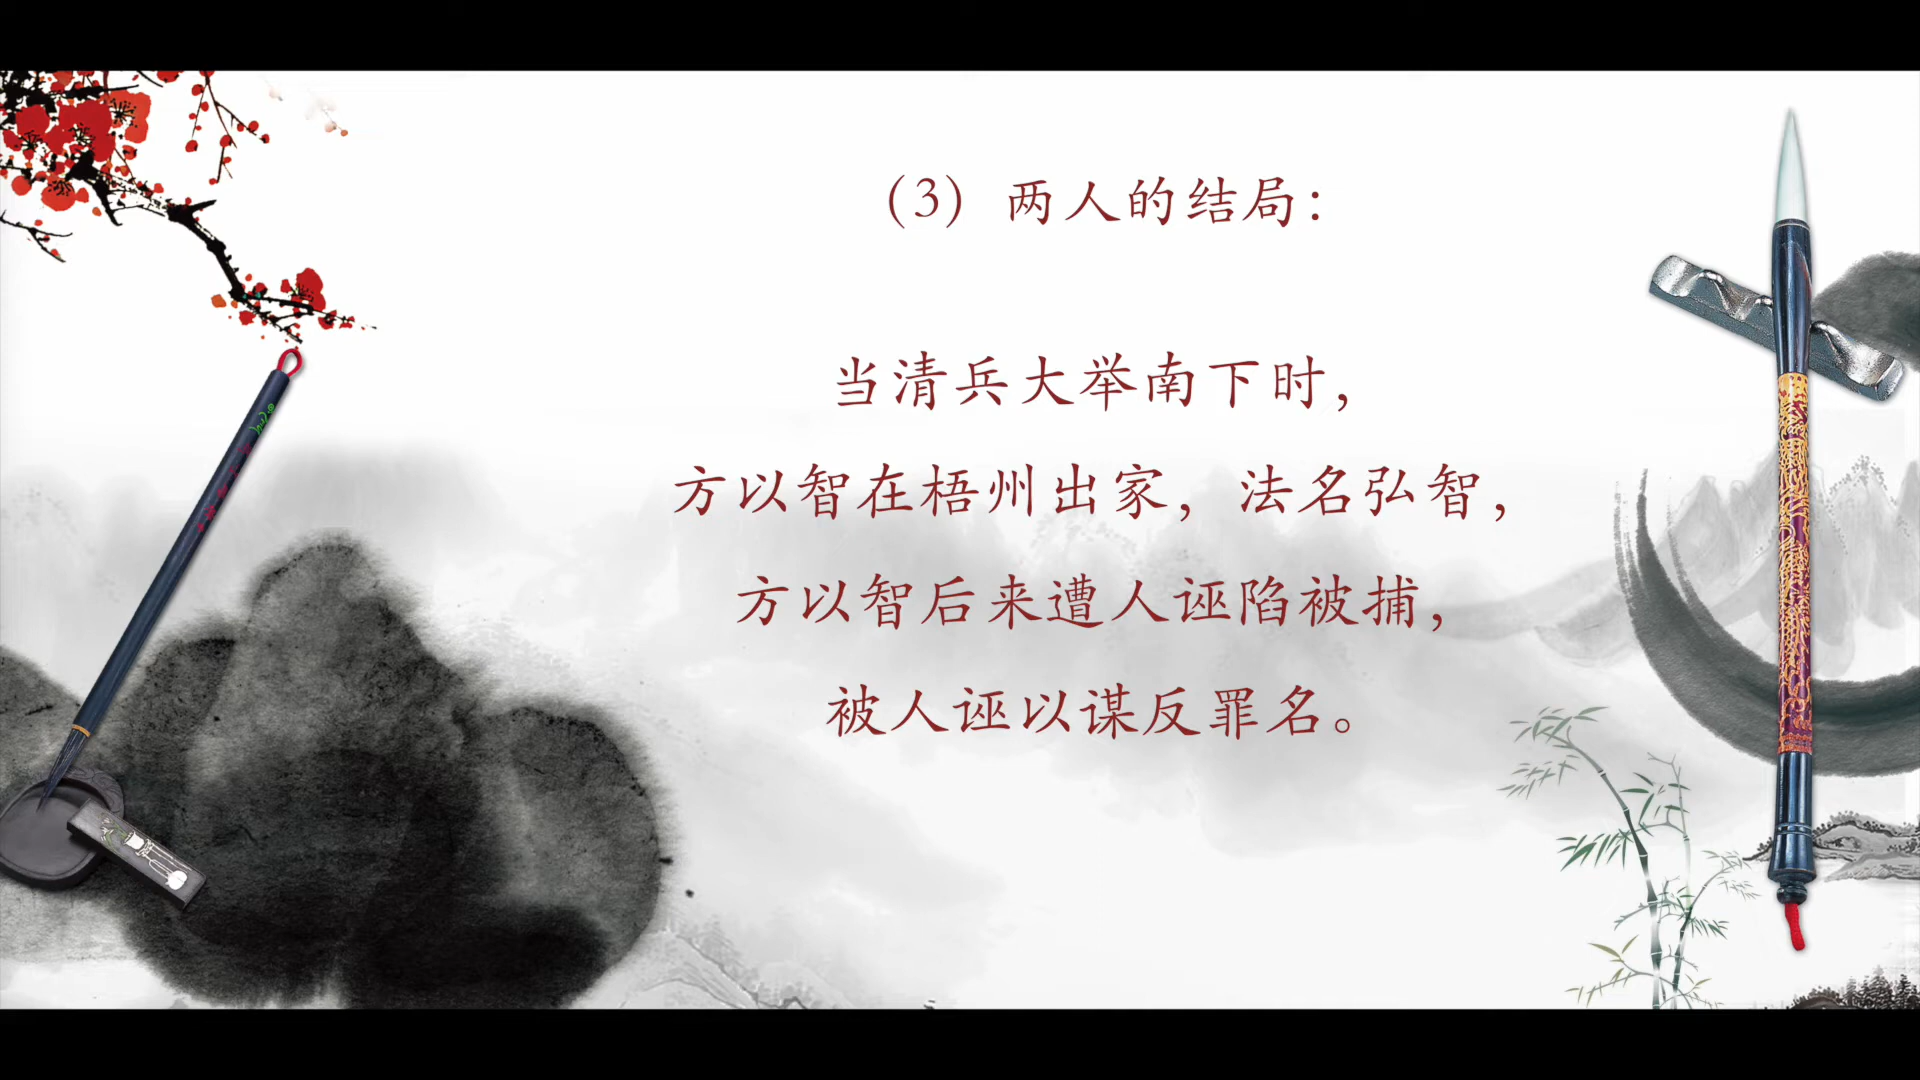 （3）两人的结局：
当清兵大举南下时，
方以智在梧州出家，法名弘智，
方以智后来遭人诬陷被捕，
被人诬以谋反罪名。